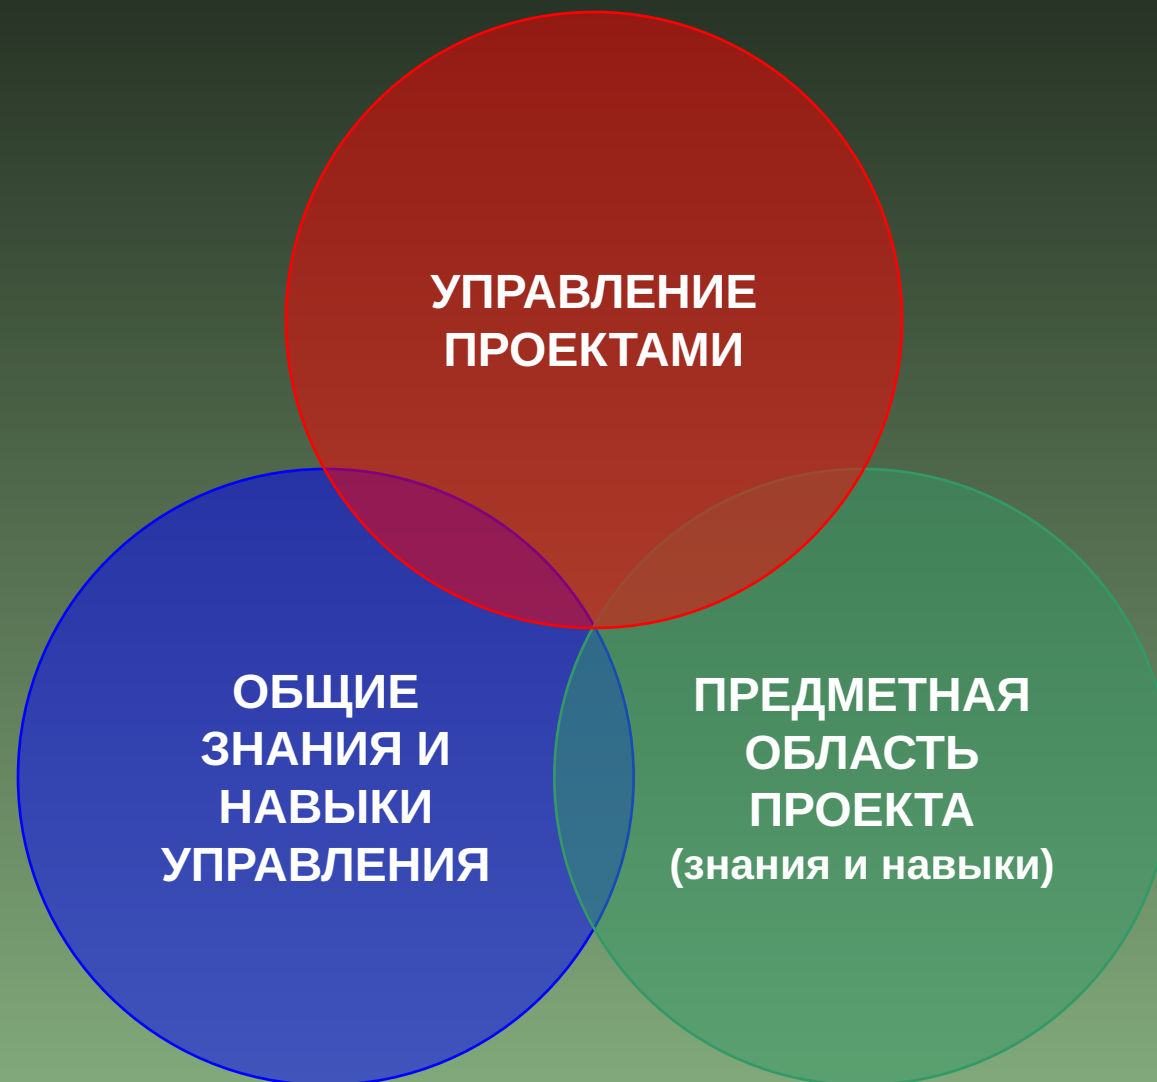 УПРАВЛЕНИЕ
ПРОЕКТАМИ
ОБЩИЕ
ЗНАНИЯ И
НАВЫКИ
УПРАВЛЕНИЯ
ПРЕДМЕТНАЯ
ОБЛАСТЬ
ПРОЕКТА
(знания и навыки)